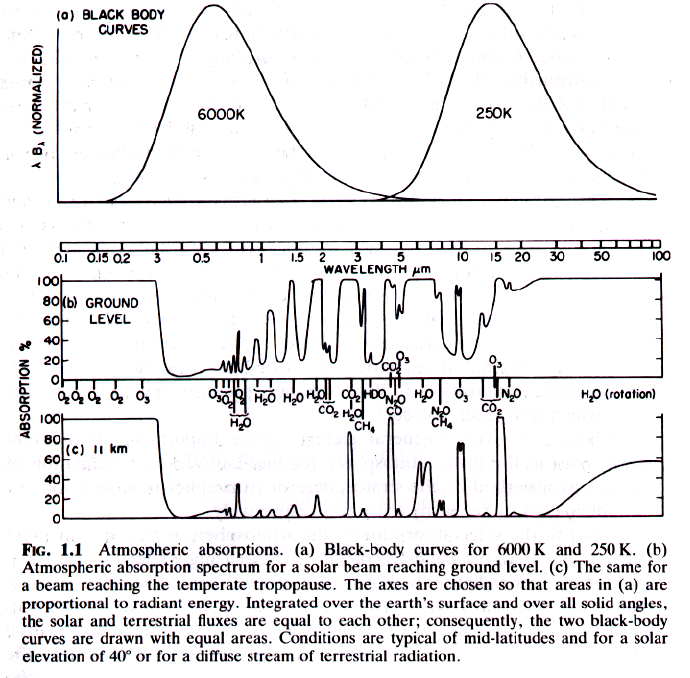 (a) BLACK BODY
CURVES
λ Bλ (NORMALIZED)
6000K
250K
0.1 0.15 0.2 3 0.5 1 1.5 2 3 5 10 15 20 30 50 100
WAVELENGTH μm
ABSORPTION %
100 (b) GROUND
80 LEVEL
60
40
20
0
CO₂ O₃ O₃
O₂ O₂ O₂ O₂ O₃ O₃ O₂ O₂ H₂O H₂O H₂O CO₂ HDO N₂O H₂O O₃ N₂O H₂O (rotation)
H₂O CO₂ H₂O CO N₂O CO₂
CH₄ CH₄
100
80 (c) 11 km
60
40
20
0
FIG. 1.1 Atmospheric absorptions. (a) Black-body curves for 6000 K and 250 K. (b)
Atmospheric absorption spectrum for a solar beam reaching ground level. (c) The same for
a beam reaching the temperate tropopause. The axes are chosen so that areas in (a) are
proportional to radiant energy. Integrated over the earth's surface and over all solid angles,
the solar and terrestrial fluxes are equal to each other; consequently, the two black-body
curves are drawn with equal areas. Conditions are typical of mid-latitudes and for a solar
elevation of 40° or for a diffuse stream of terrestrial radiation.